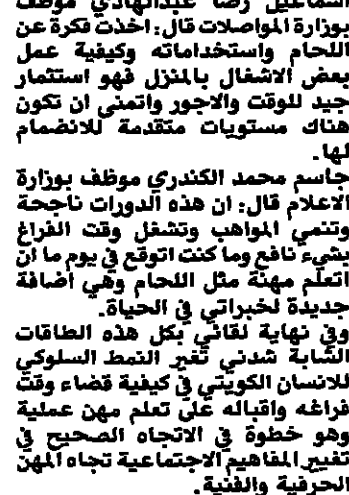 اسماعيل رضا عبدالهادي موظف
بوزارة المواصلات قال: اخذت فكرة عن
اللحام واستخداماته وكيفية عمل
بعض الاشغال بالمنزل فهو استثمار
جيد للوقت والاجور واتمنى ان تكون
هناك مستويات متقدمة للانضمام
لها.
جاسم محمد الكندري موظف بوزارة
الاعلام قال: ان هذه الدورات ناجحة
وتنمي المواهب وتشغل وقت الفراغ
بشيء نافع وما كنت اتوقع في يوم ما ان
اتعلم مهنة مثل اللحام وهي اضافة
جديدة لخبراتي في الحياة.
وفي نهاية لقائي بكل هذه الطاقات
الشابة شدني تغير النمط السلوكي
للانسان الكويتي في كيفية قضاء وقت
فراغه واقباله على تعلم مهن عملية
وهو خطوة في الاتجاه الصحيح في
تغيير المفاهيم الاجتماعية تجاه المهن
الحرفية والفنية.